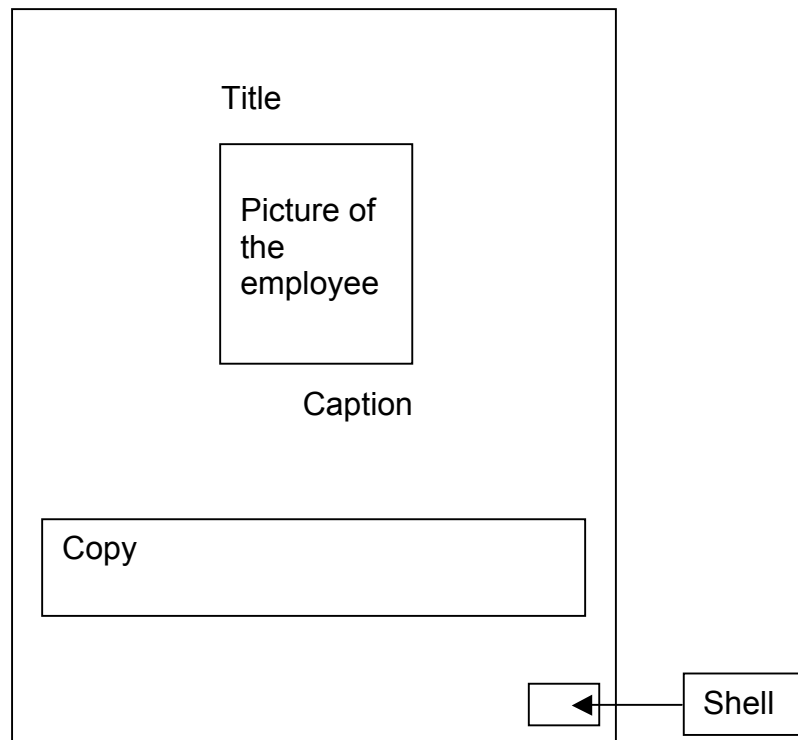 Title
Picture of
the
employee
Caption
Copy
Shell